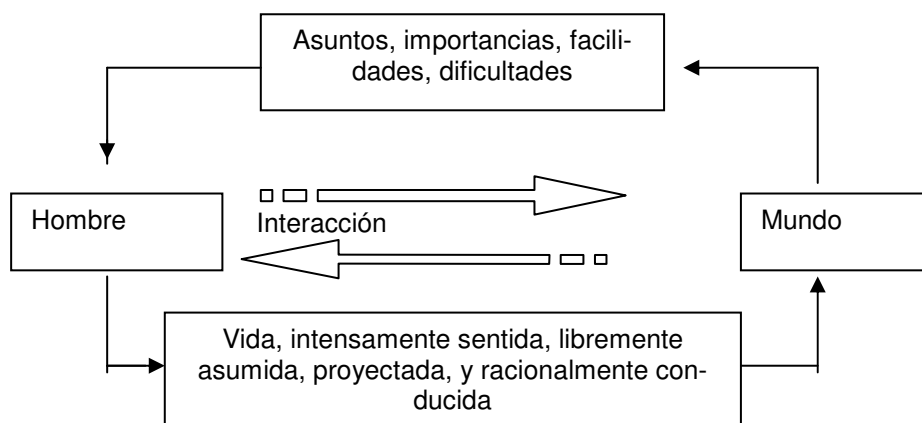 Asuntos, importancias, facili-
dades, dificultades
Hombre
Interacción
Mundo
Vida, intensamente sentida, libremente
asumida, proyectada, y racionalmente con-
ducida